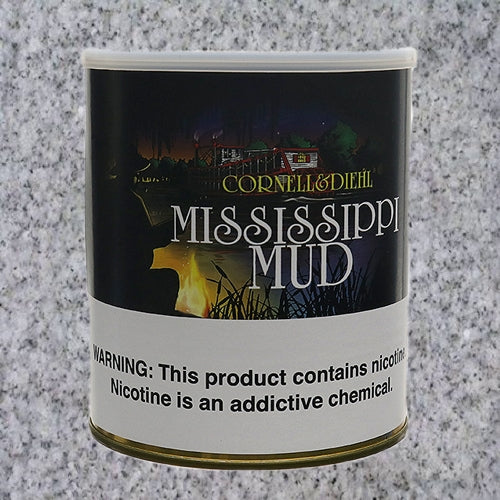 CORNELL&DIEHL
MISSISSIPPI
MUD
WARNING: This product contains nicotine.
Nicotine is an addictive chemical.